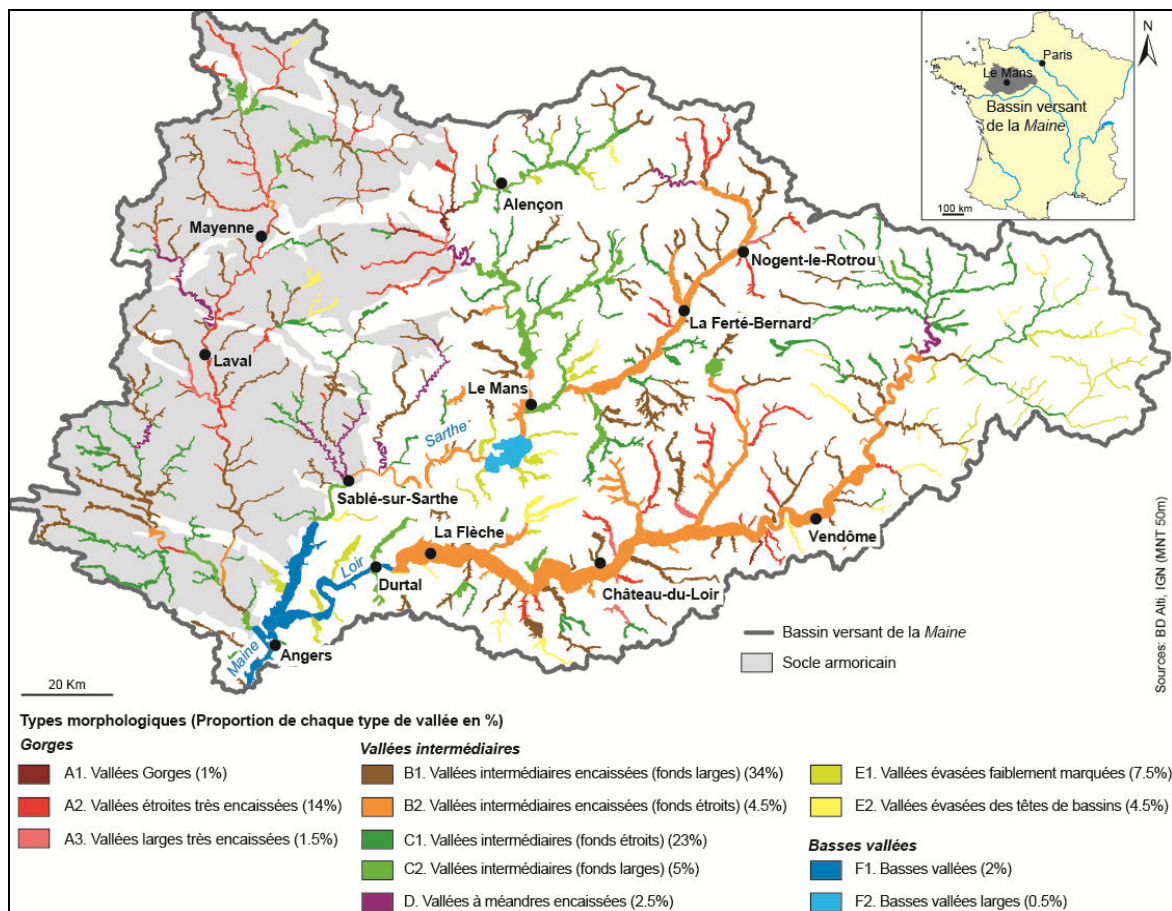 N
Paris
Le Mans
Bassin versant
de la Maine
100 km
Alençon
Mayenne
Nogent-le-Rotrou
La Ferté-Bernard
Laval
Le Mans
Sarthe
Sablé-sur-Sarthe
La Flèche
Vendôme
Loir
Durtal
Château-du-Loir
Maine
Angers
Bassin versant de la Maine
Socle armoricain
20 Km
Sources: BD Alti, IGN (MNT 50m)
Types morphologiques (Proportion de chaque type de vallée en %)
Gorges
A1. Vallées Gorges (1%)
A2. Vallées étroites très encaissées (14%)
A3. Vallées larges très encaissées (1.5%)
Vallées intermédiaires
B1. Vallées intermédiaires encaissées (fonds larges) (34%)
B2. Vallées intermédiaires encaissées (fonds étroits) (4.5%)
C1. Vallées intermédiaires (fonds étroits) (23%)
C2. Vallées intermédiaires (fonds larges) (5%)
D. Vallées à méandres encaissées (2.5%)
E1. Vallées évasées faiblement marquées (7.5%)
E2. Vallées évasées des têtes de bassins (4.5%)
Basses vallées
F1. Basses vallées (2%)
F2. Basses vallées larges (0.5%)